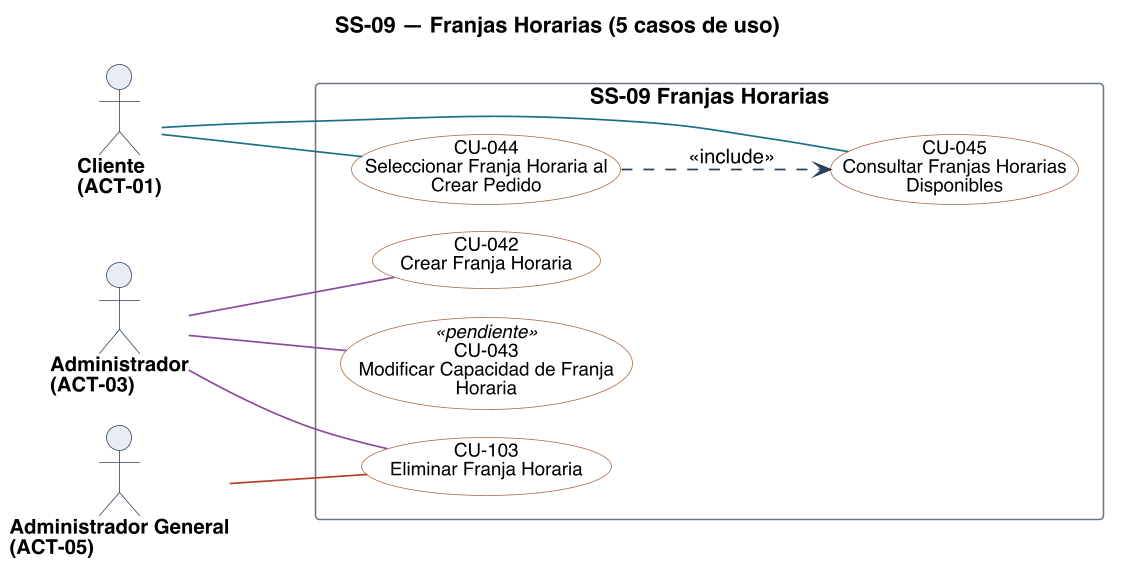 SS-09 — Franjas Horarias (5 casos de uso)
SS-09 Franjas Horarias
Cliente
(ACT-01)
CU-044
Seleccionar Franja Horaria al
Crear Pedido
«include»
CU-045
Consultar Franjas Horarias
Disponibles
CU-042
Crear Franja Horaria
Administrador
(ACT-03)
«pendiente»
CU-043
Modificar Capacidad de Franja
Horaria
CU-103
Eliminar Franja Horaria
Administrador General
(ACT-05)